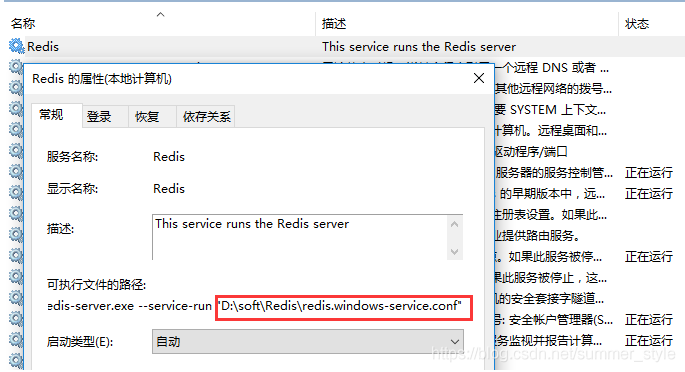 名称 描述 状态
Redis This service runs the Redis server
Redis 的属性(本地计算机)
一个远程 DNS 或者 ...
其他远程网络的拨号...
要 SYSTEM 上下文...
计算机。远程桌面和...
驱动程序/端口
服务器的服务控制管... 正在运行
的早期版本中，远... 正在运行
注册表设置。如果此...
业提供路由服务。
。如果此服务被停... 正在运行
果此服务被停止，这...
机的安全套接字隧道...
号: 安全帐户管理器(S... 正在运行
服务监视并报告计算... 正在运行
常规 登录 恢复 依存关系
服务名称: Redis
显示名称: Redis
描述: This service runs the Redis server
可执行文件的路径:
edis-server.exe --service-run "D:\soft\Redis\redis.windows-service.conf"
启动类型(E): 自动
https://blog.csdn.net/summer_style